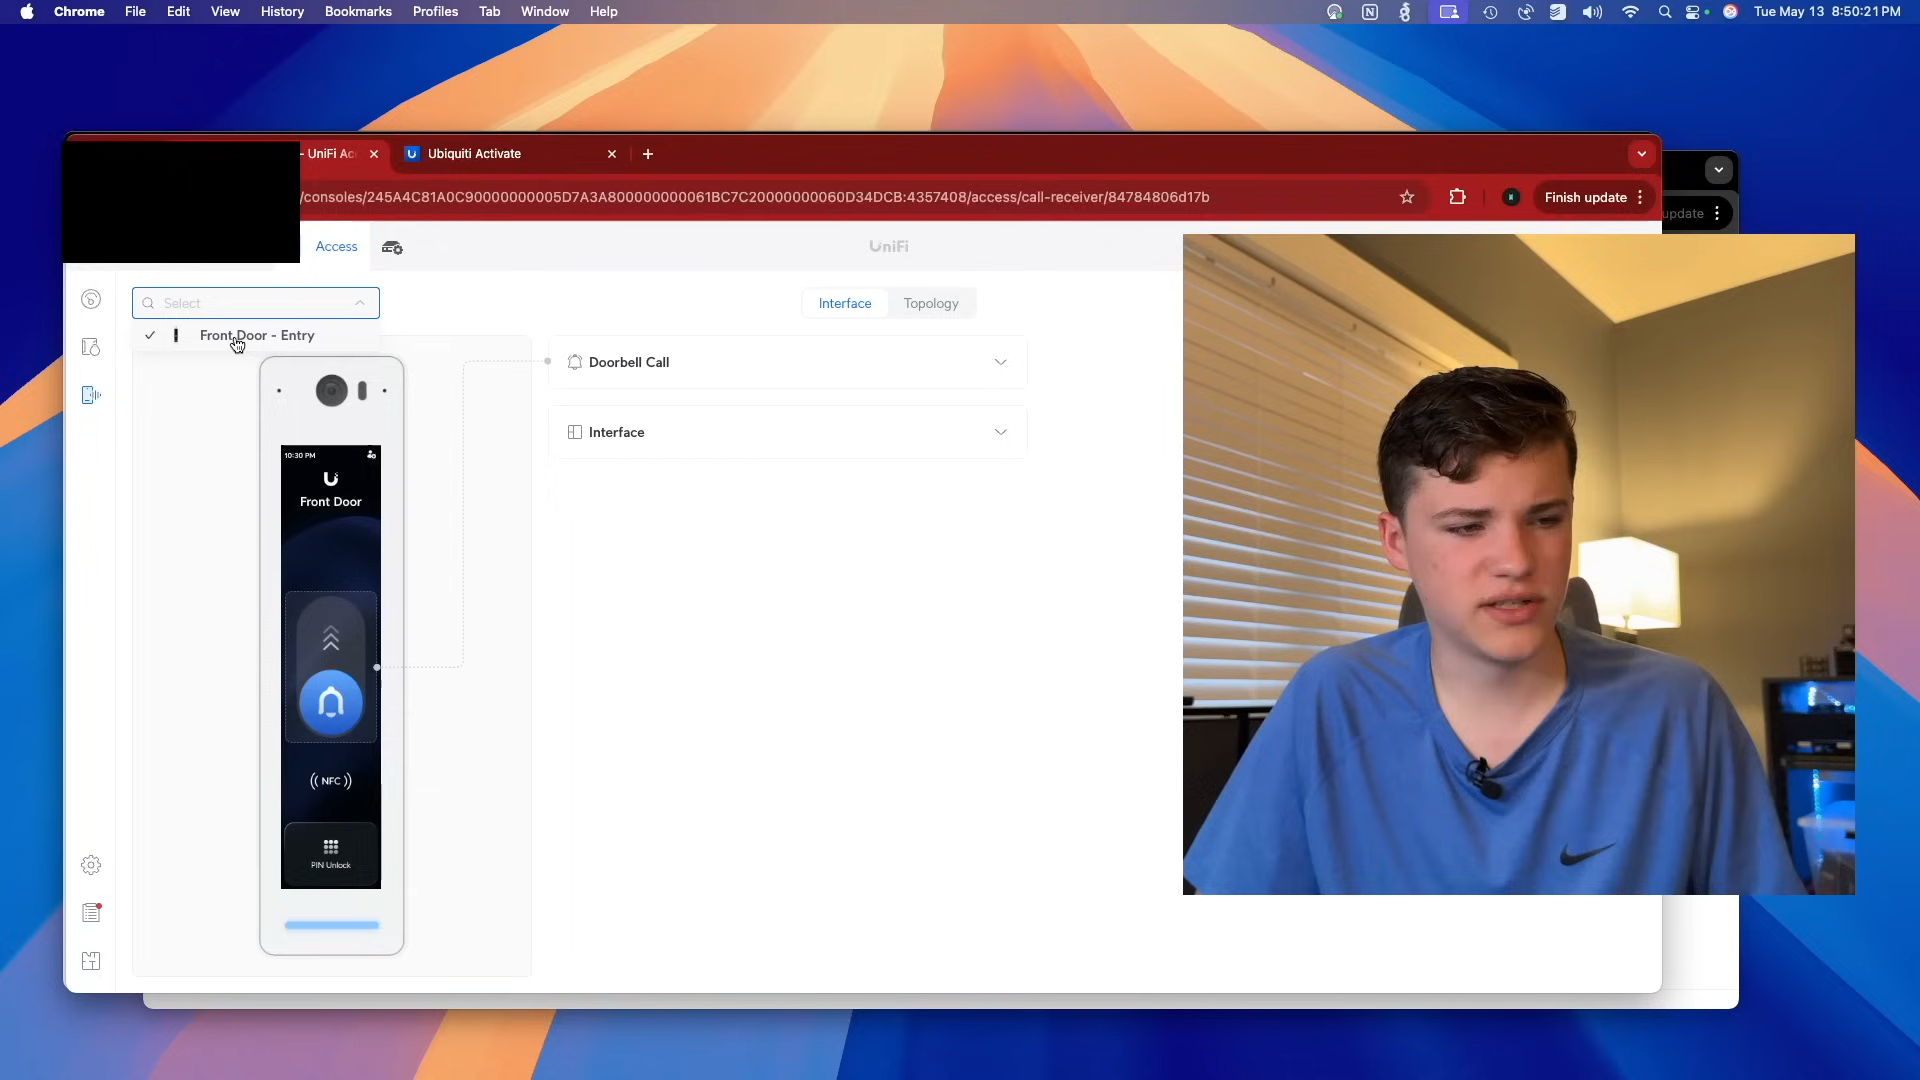 Chrome File Edit View History Bookmarks Profiles Tab Window Help
Tue May 13 8:50:21 PM
- UniFi Ac
Ubiquiti Activate
/consoles/245A4C81A0C90000000005D7A3A800000000061BC7C20000000060D34DCB:4357408/access/call-receiver/84784806d17b
Finish update
update
Access
UniFi
Select
Interface Topology
Front Door - Entry
Doorbell Call
Interface
10:30 PM
Front Door
NFC
PIN Unlock